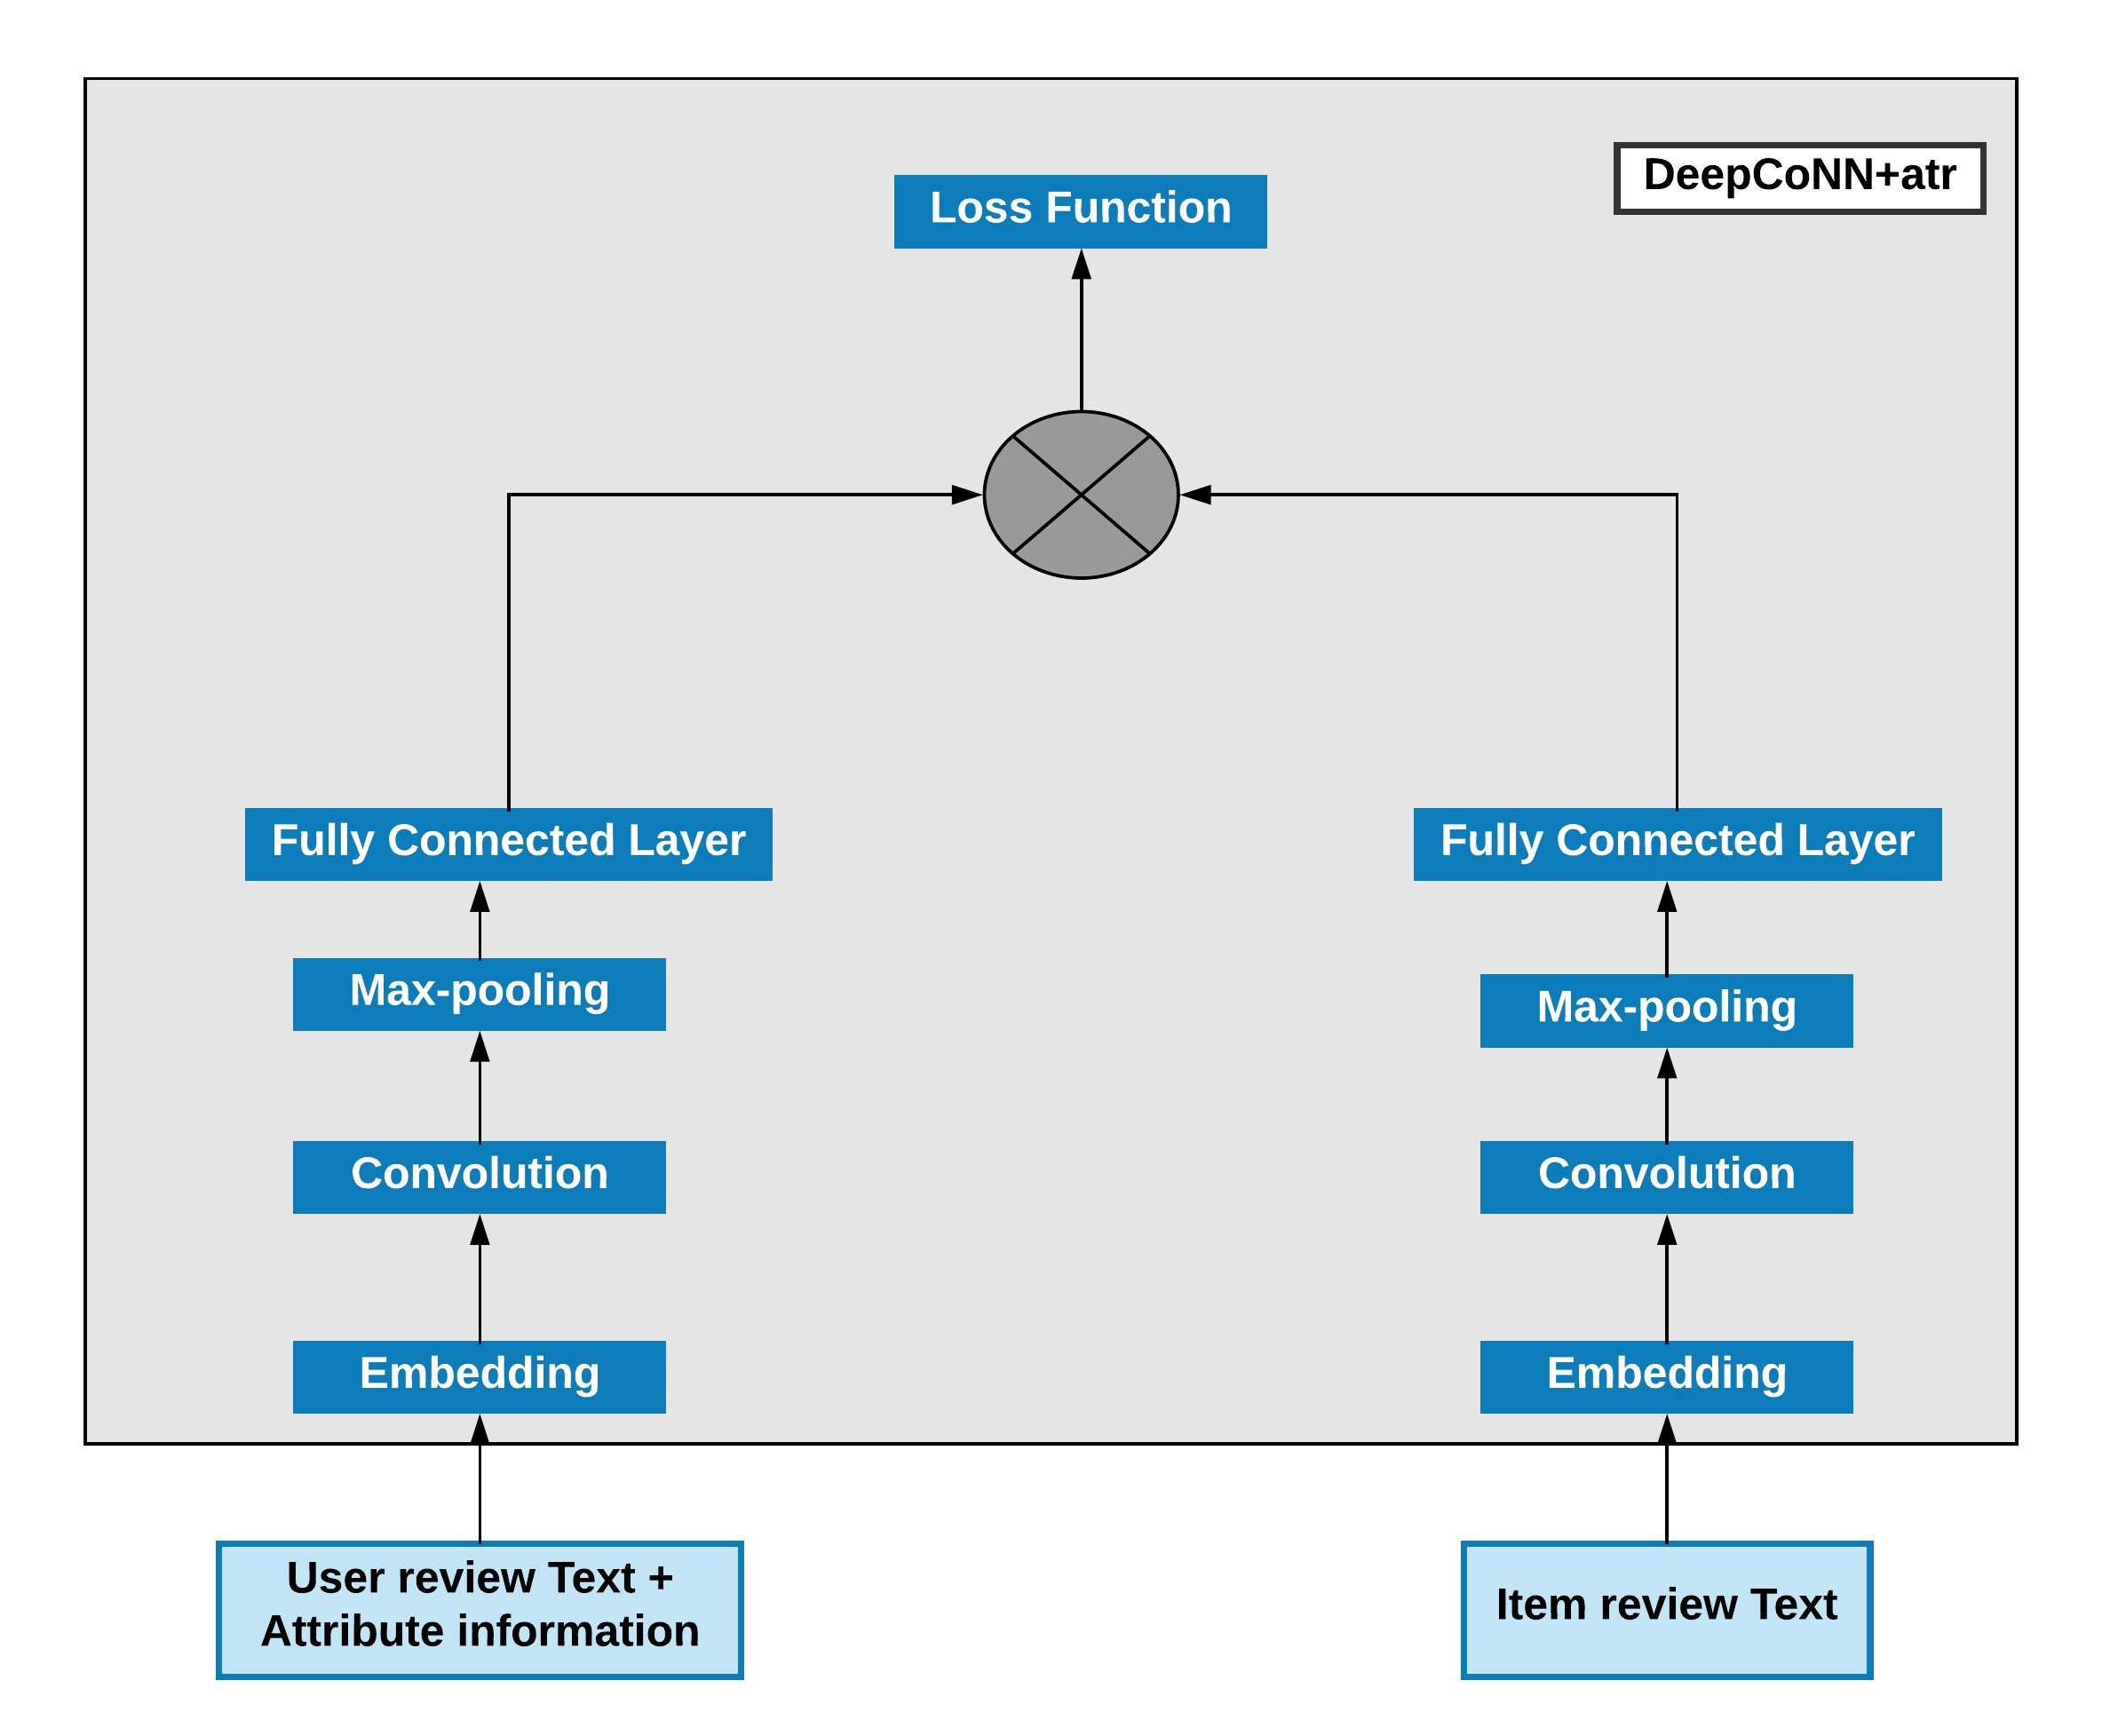 DeepCoNN+atr
Loss Function
Fully Connected Layer
Fully Connected Layer
Max-pooling
Max-pooling
Convolution
Convolution
Embedding
Embedding
User review Text +
Attribute information
Item review Text